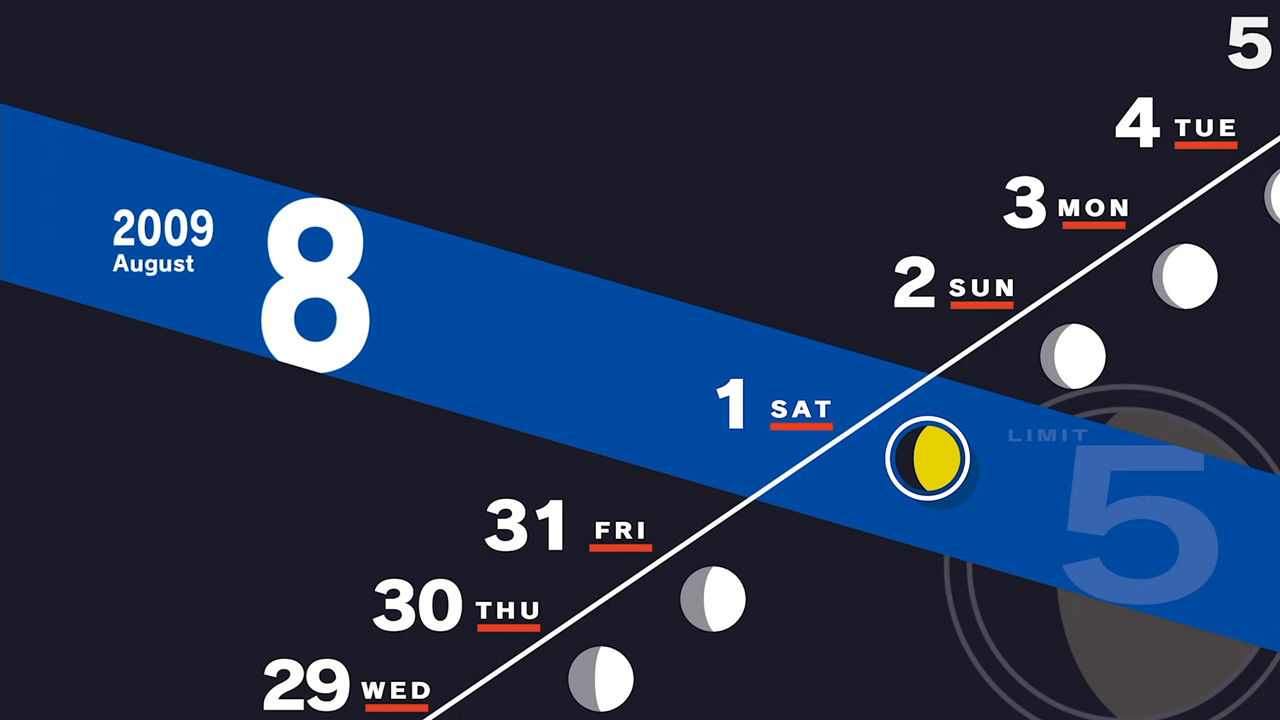 5
4 TUE
3 MON
2 SUN
2009
August
8
1 SAT
LIMIT
5
31 FRI
30 THU
29 WED